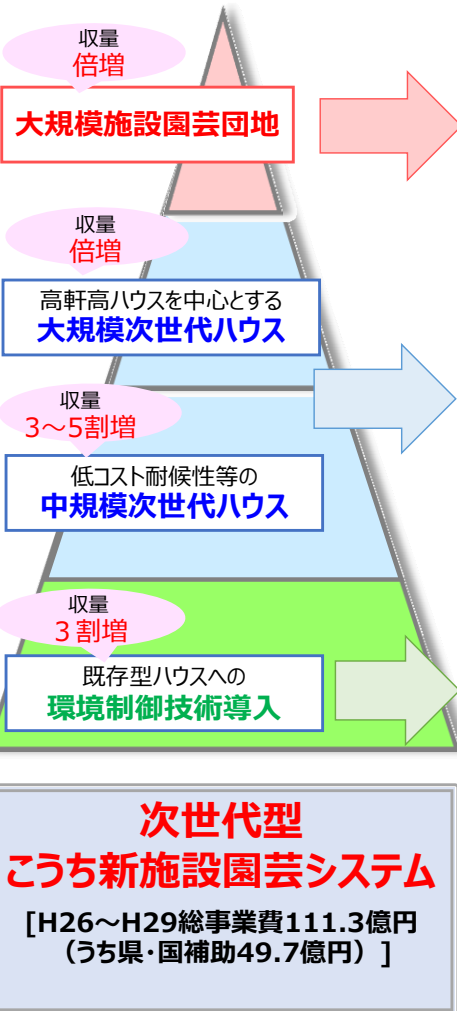 収量
倍増
大規模施設園芸団地
収量
倍増
高軒高ハウスを中心とする
大規模次世代ハウス
収量
3～5割増
低コスト耐候性等の
中規模次世代ハウス
収量
３割増
既存型ハウスへの
環境制御技術導入
次世代型
こうち新施設園芸システム
[H26～H29総事業費111.3億円
（うち県・国補助49.7億円）]